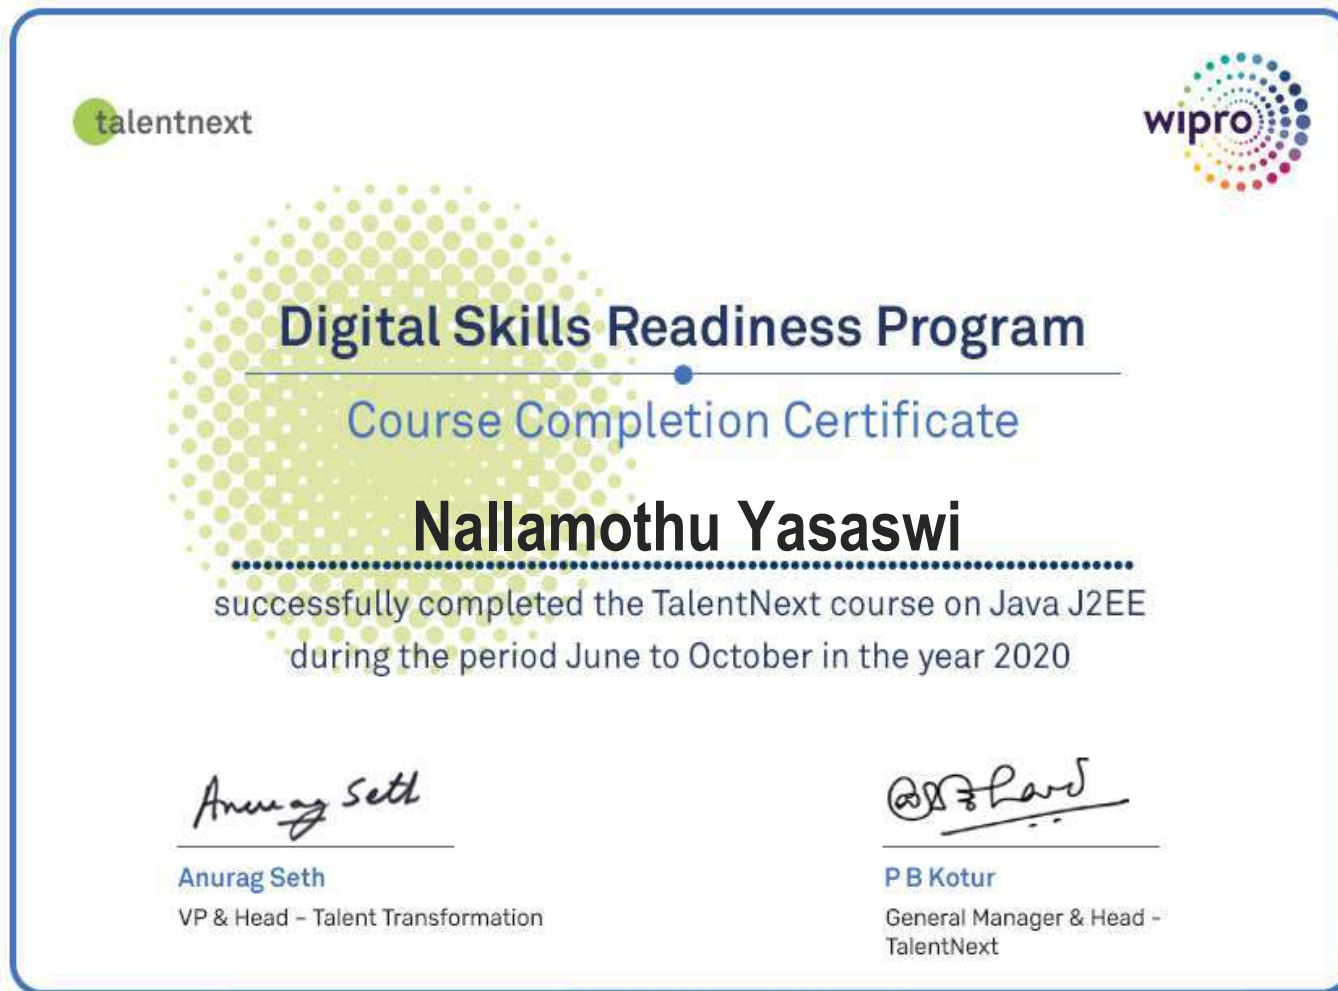 talentnext
wipro
Digital Skills Readiness Program
Course Completion Certificate
Nallamothu Yasaswi
successfully completed the TalentNext course on Java J2EE
during the period June to October in the year 2020
Anurag Seth
Anurag Seth
VP & Head – Talent Transformation
P B Kotur
General Manager & Head -
TalentNext